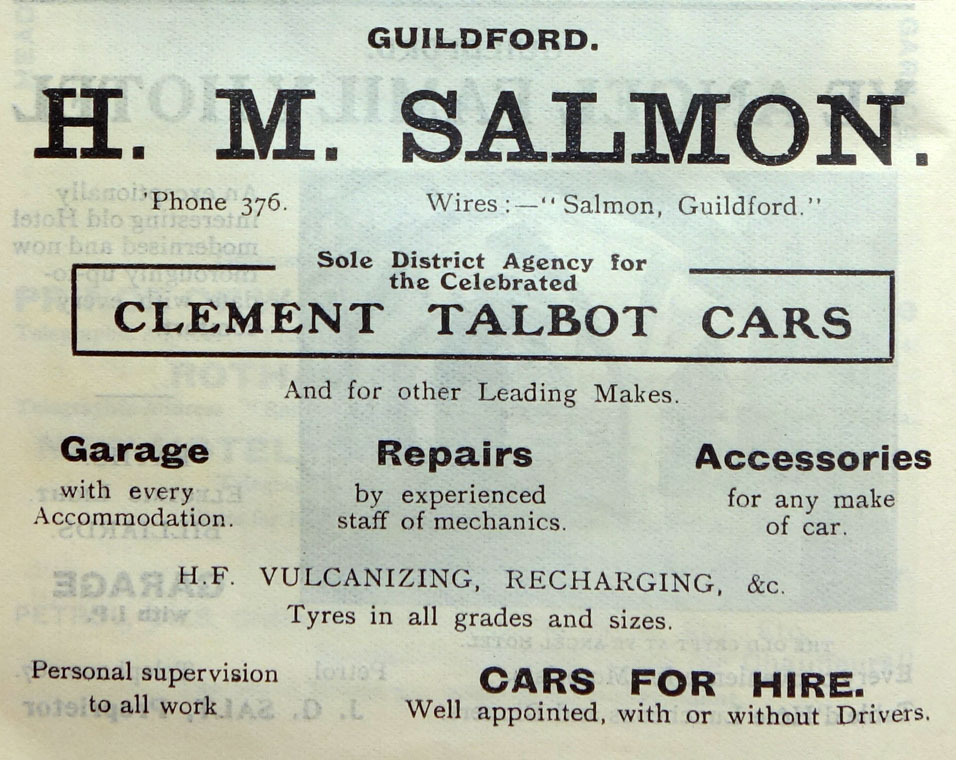 GUILDFORD.
H. M. SALMON.
'Phone 376. Wires:—"Salmon, Guildford."
Sole District Agency for
the Celebrated
CLEMENT TALBOT CARS
And for other Leading Makes.
Garage
with every
Accommodation.
Repairs
by experienced
staff of mechanics.
Accessories
for any make
of car.
H.F. VULCANIZING, RECHARGING, &c.
Tyres in all grades and sizes.
Personal supervision
to all work
CARS FOR HIRE.
Well appointed, with or without Drivers.